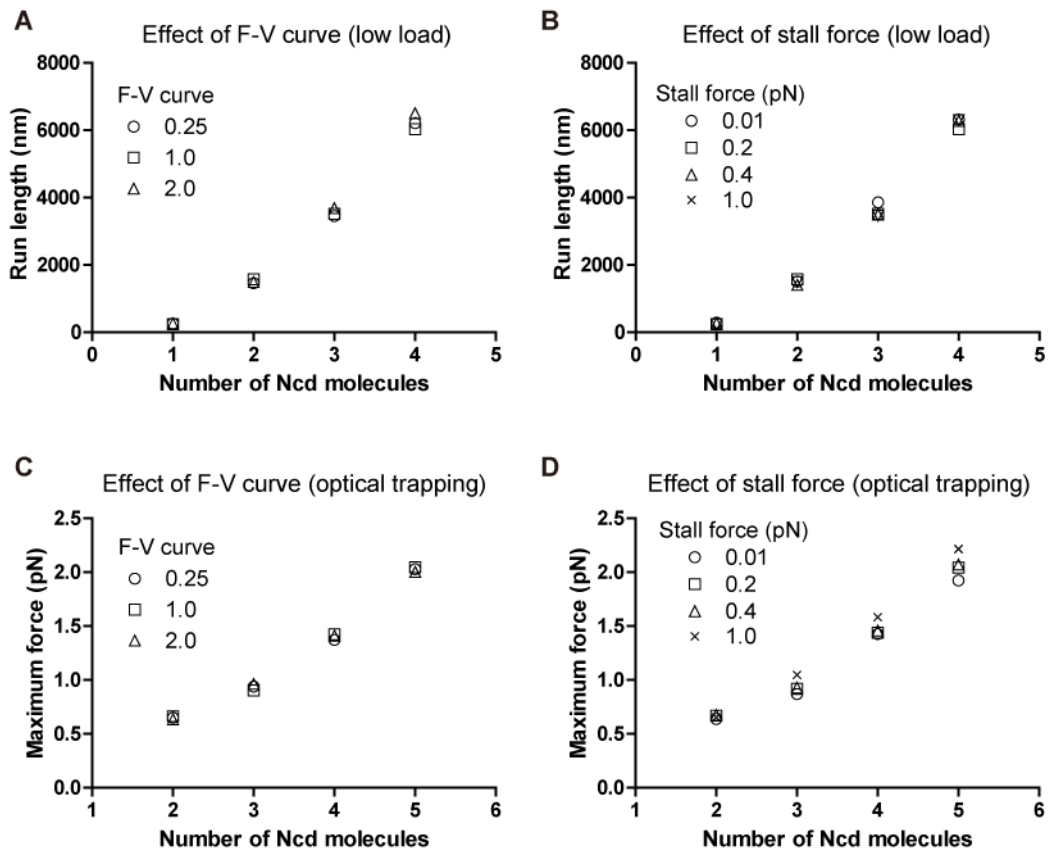 A
Effect of F-V curve (low load)
Run length (nm)
8000
6000
4000
2000
0
F-V curve
0.25
1.0
2.0
0 1 2 3 4 5
Number of Ncd molecules
B
Effect of stall force (low load)
Run length (nm)
8000
6000
4000
2000
0
Stall force (pN)
0.01
0.2
0.4
1.0
0 1 2 3 4 5
Number of Ncd molecules
C
Effect of F-V curve (optical trapping)
Maximum force (pN)
2.5
2.0
1.5
1.0
0.5
0.0
F-V curve
0.25
1.0
2.0
1 2 3 4 5 6
Number of Ncd molecules
D
Effect of stall force (optical trapping)
Maximum force (pN)
2.5
2.0
1.5
1.0
0.5
0.0
Stall force (pN)
0.01
0.2
0.4
1.0
1 2 3 4 5 6
Number of Ncd molecules